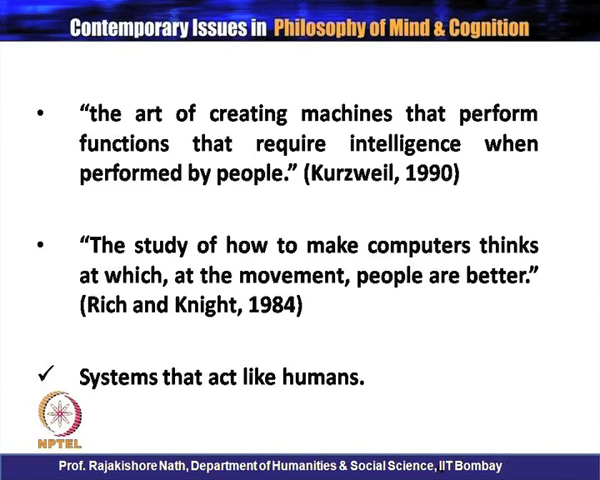 Contemporary Issues in Philosophy of Mind & Cognition
• “the art of creating machines that perform
functions that require intelligence when
performed by people.” (Kurzweil, 1990)
• “The study of how to make computers thinks
at which, at the movement, people are better.”
(Rich and Knight, 1984)
✓ Systems that act like humans.
NPTEL
Prof. Rajakishore Nath, Department of Humanities & Social Science, IIT Bombay